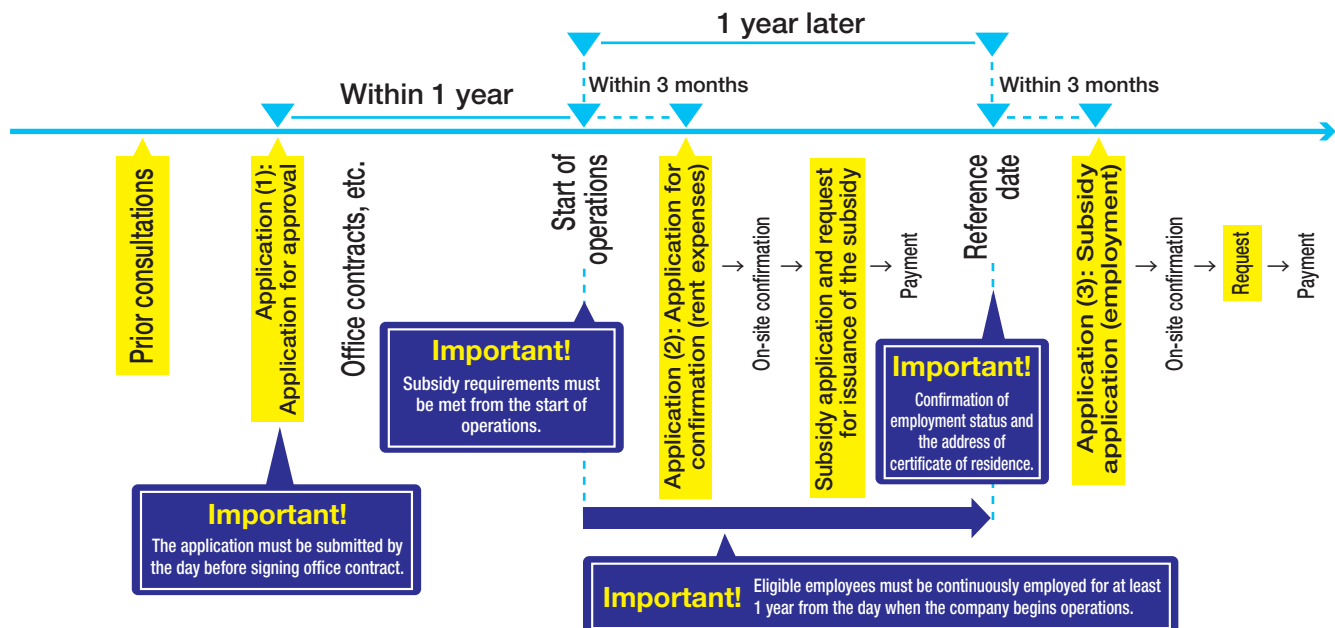 1 year later
Within 1 year
Within 3 months
Within 3 months
Prior consultations
Application (1):
Application for approval
Office contracts, etc.
Start of
operations
Application (2): Application for
confirmation (rent expenses)
→
On-site confirmation
→
Subsidy application and request
for issuance of the subsidy
→
Payment
Reference
date
Application (3): Subsidy
application (employment)
→
On-site confirmation
→
Request
→
Payment
Important!
Subsidy requirements must
be met from the start of
operations.
Important!
Confirmation of
employment status and
the address of
certificate of residence.
Important!
The application must be submitted by
the day before signing office contract.
Important!
Eligible employees must be continuously employed for at least
1 year from the day when the company begins operations.